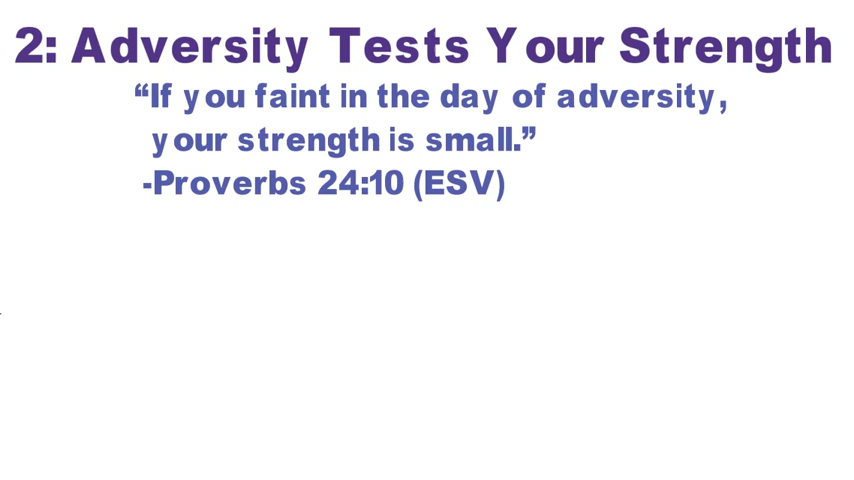 2: Adversity Tests Your Strength
“If you faint in the day of adversity,
your strength is small.”
-Proverbs 24:10 (ESV)